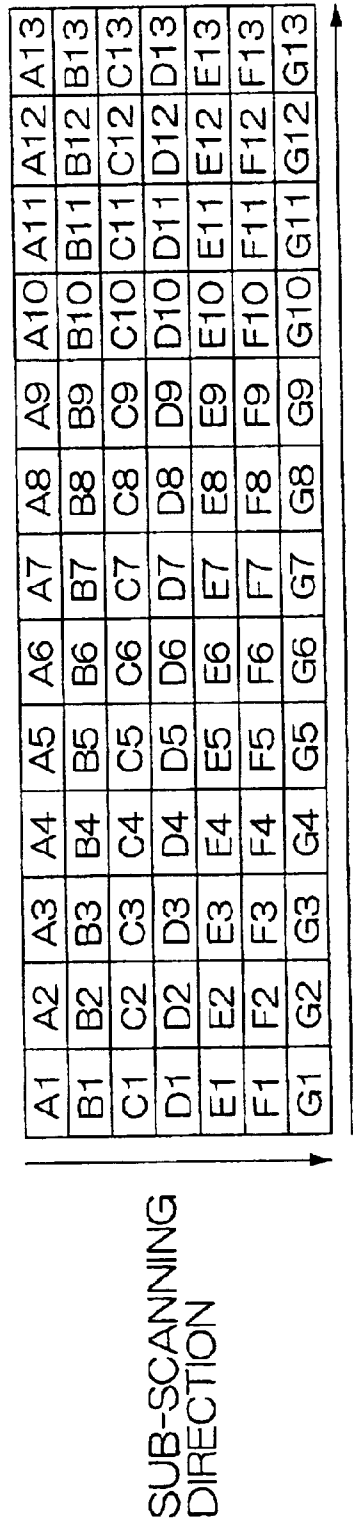 A1 A2 A3 A4 A5 A6 A7 A8 A9 A10 A11 A12 A13
B1 B2 B3 B4 B5 B6 B7 B8 B9 B10 B11 B12 B13
C1 C2 C3 C4 C5 C6 C7 C8 C9 C10 C11 C12 C13
D1 D2 D3 D4 D5 D6 D7 D8 D9 D10 D11 D12 D13
E1 E2 E3 E4 E5 E6 E7 E8 E9 E10 E11 E12 E13
F1 F2 F3 F4 F5 F6 F7 F8 F9 F10 F11 F12 F13
G1 G2 G3 G4 G5 G6 G7 G8 G9 G10 G11 G12 G13
SUB-SCANNING
DIRECTION